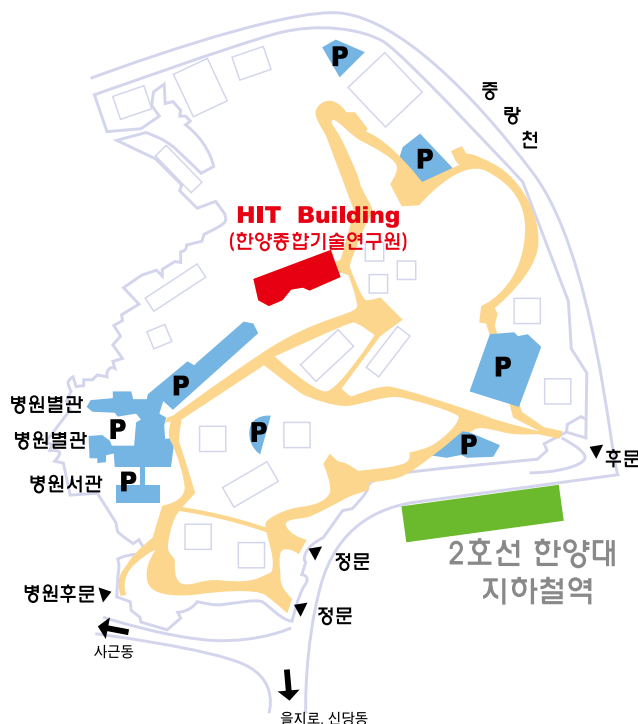 P
중
랑
천
P
HIT Building
(한양종합기술연구원)
P
P
병원별관
P
병원별관
P
P
후문
P
병원서관
2호선 한양대
지하철역
정문
병원후문
정문
사근동
을지로, 신당동